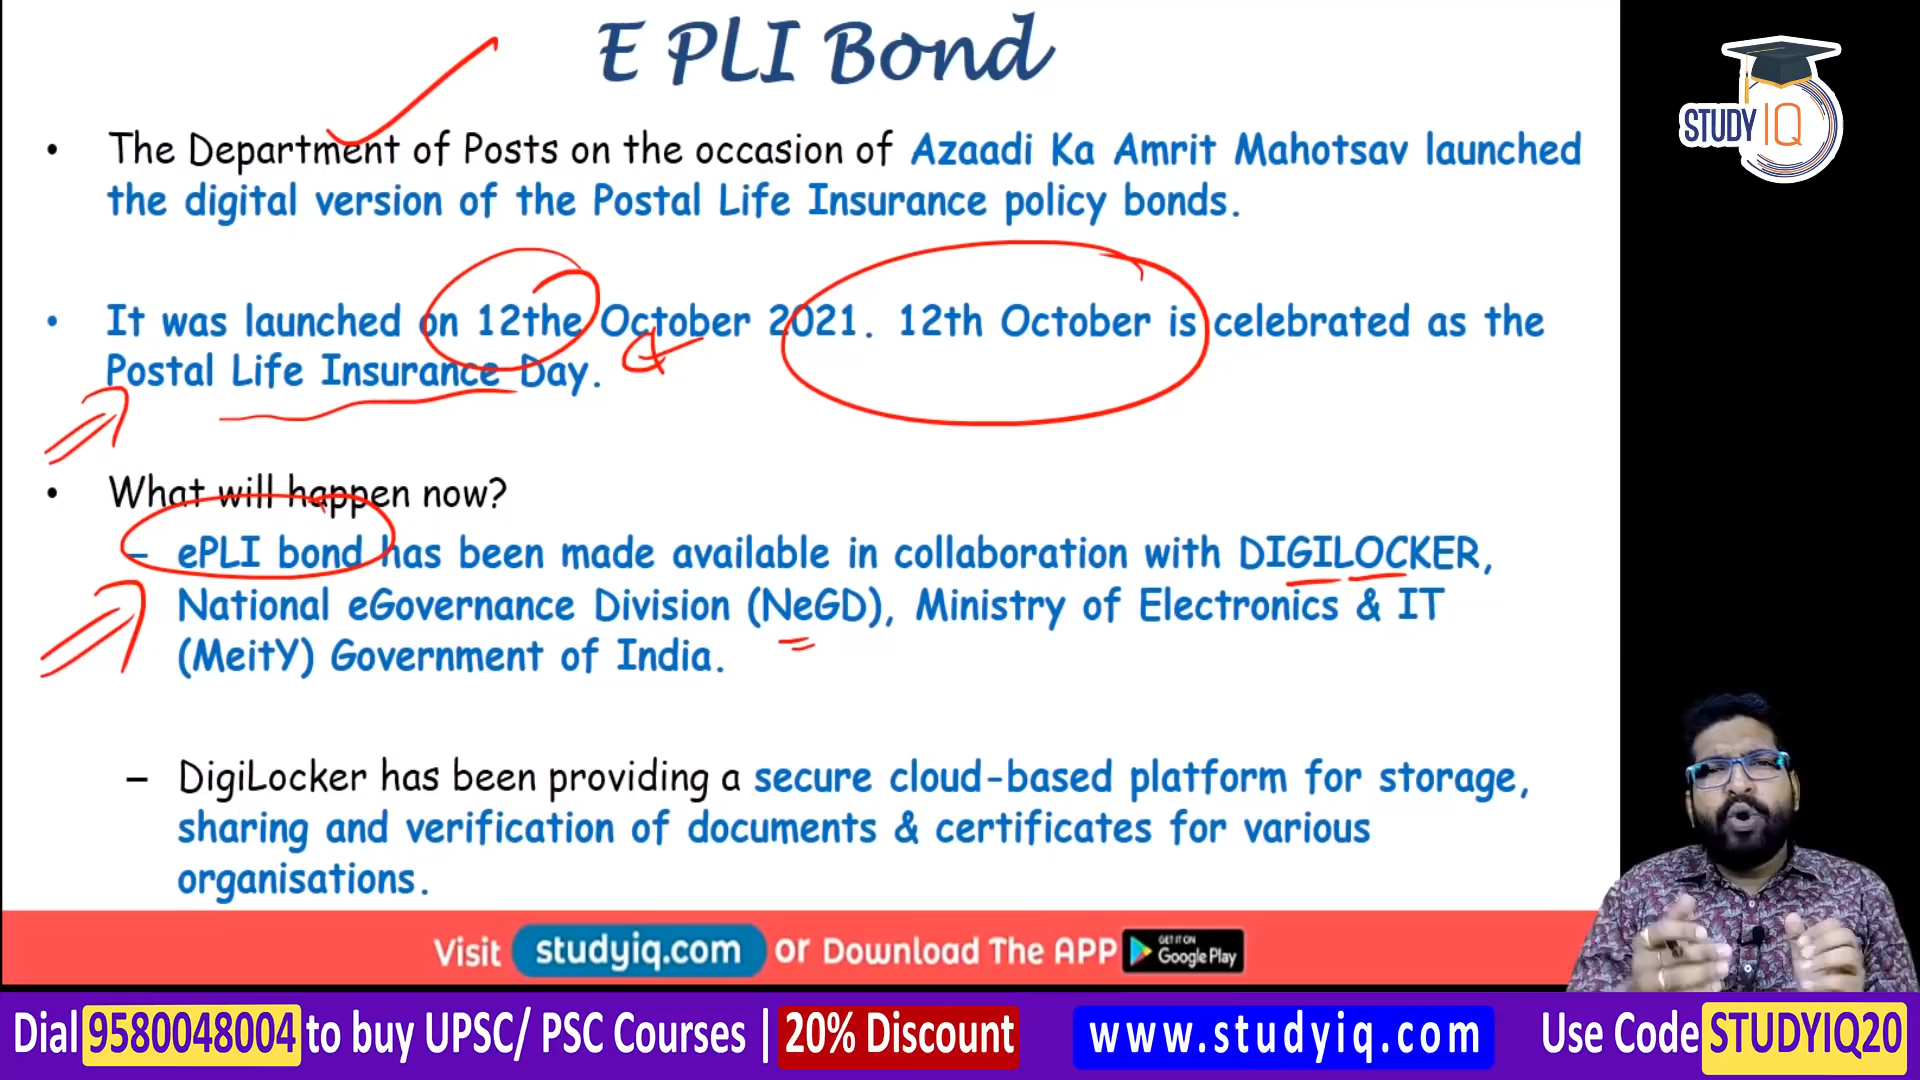 E PLI Bond
STUDY IQ
• The Department of Posts on the occasion of Azaadi Ka Amrit Mahotsav launched
the digital version of the Postal Life Insurance policy bonds.
• It was launched on 12the October 2021. 12th October is celebrated as the
Postal Life Insurance Day.
• What will happen now?
– ePLI bond has been made available in collaboration with DIGILOCKER,
National eGovernance Division (NeGD), Ministry of Electronics & IT
(MeitY) Government of India.
– DigiLocker has been providing a secure cloud-based platform for storage,
sharing and verification of documents & certificates for various
organisations.
Visit studyiq.com or Download The APP GET IT ON Google Play
Dial 9580048004 to buy UPSC/ PSC Courses | 20% Discount www.studyiq.com Use Code STUDYIQ20